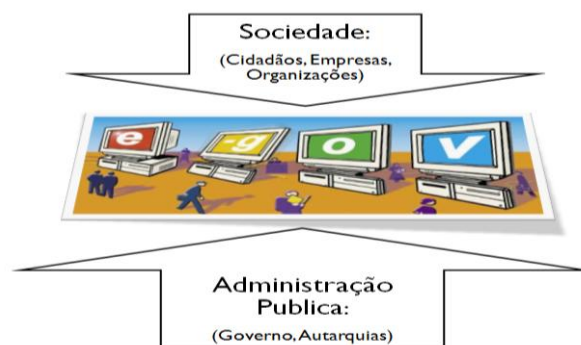 Sociedade:
(Cidadãos, Empresas,
Organizações)
e -g o v
Administração
Publica:
(Governo, Autarquias)